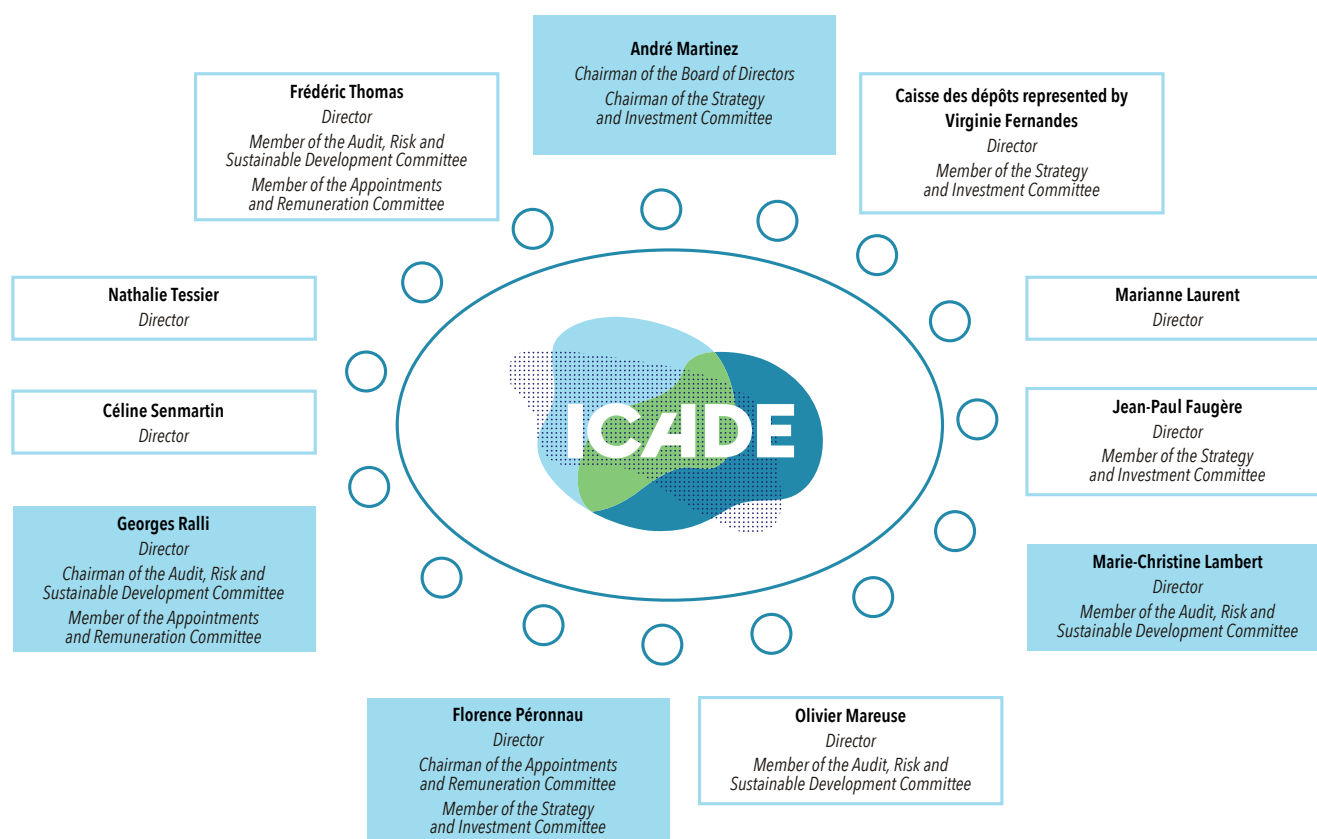 André Martinez
Chairman of the Board of Directors
Chairman of the Strategy
and Investment Committee
Frédéric Thomas
Director
Member of the Audit, Risk and
Sustainable Development Committee
Member of the Appointments
and Remuneration Committee
Caisse des dépôts represented by
Virginie Fernandes
Director
Member of the Strategy
and Investment Committee
Nathalie Tessier
Director
Marianne Laurent
Director
Céline Senmartin
Director
Jean-Paul Faugère
Director
Member of the Strategy
and Investment Committee
ICADE
Georges Ralli
Director
Chairman of the Audit, Risk and
Sustainable Development Committee
Member of the Appointments
and Remuneration Committee
Marie-Christine Lambert
Director
Member of the Audit, Risk and
Sustainable Development Committee
Florence Péronnau
Director
Chairman of the Appointments
and Remuneration Committee
Member of the Strategy
and Investment Committee
Olivier Mareuse
Director
Member of the Audit, Risk and
Sustainable Development Committee